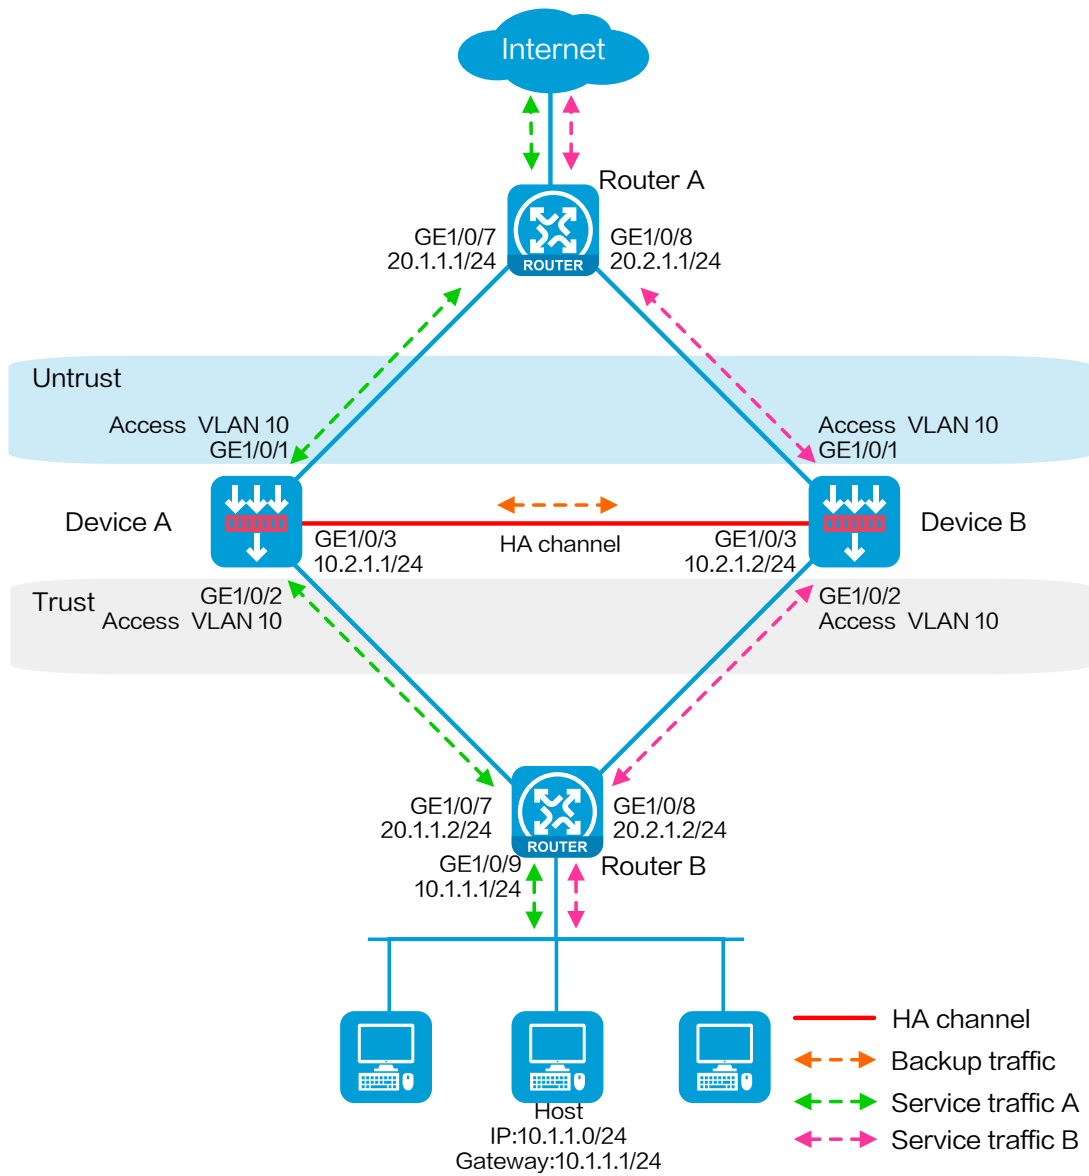 Internet
Router A
GE1/0/7
20.1.1.1/24
GE1/0/8
20.2.1.1/24
ROUTER
Untrust
Access VLAN 10
GE1/0/1
Access VLAN 10
GE1/0/1
Device A
Device B
HA channel
GE1/0/3
10.2.1.1/24
GE1/0/3
10.2.1.2/24
Trust
GE1/0/2
Access VLAN 10
GE1/0/2
Access VLAN 10
GE1/0/7
20.1.1.2/24
GE1/0/8
20.2.1.2/24
ROUTER
Router B
GE1/0/9
10.1.1.1/24
Host
IP:10.1.1.0/24
Gateway:10.1.1.1/24
HA channel
Backup traffic
Service traffic A
Service traffic B